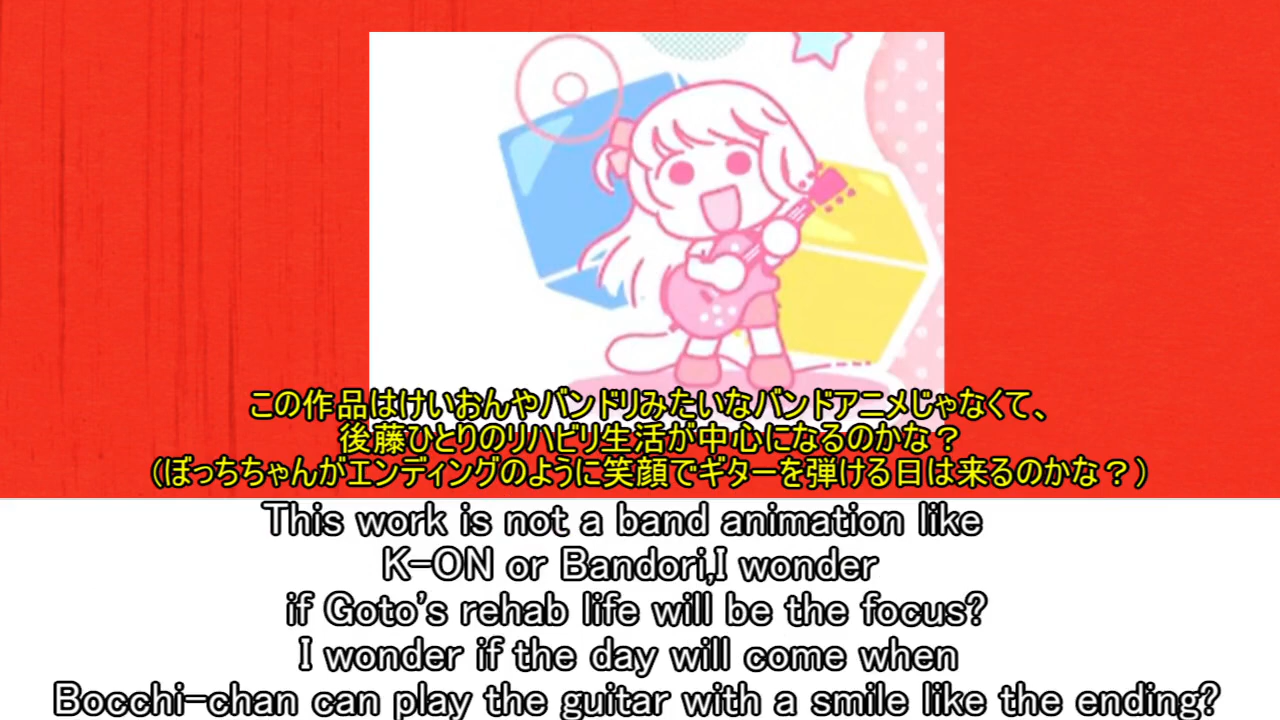 この作品はけいおんやバンドリみたいなバンドアニメじゃなくて、
後藤ひとりのリハビリ生活が中心になるのかな？
（ぼっちちゃんがエンディングのように笑顔でギターを弾ける日は来るのかな？）
This work is not a band animation like
K-ON or Bandori,I wonder
if Goto's rehab life will be the focus?
I wonder if the day will come when
Bocchi-chan can play the guitar with a smile like the ending?